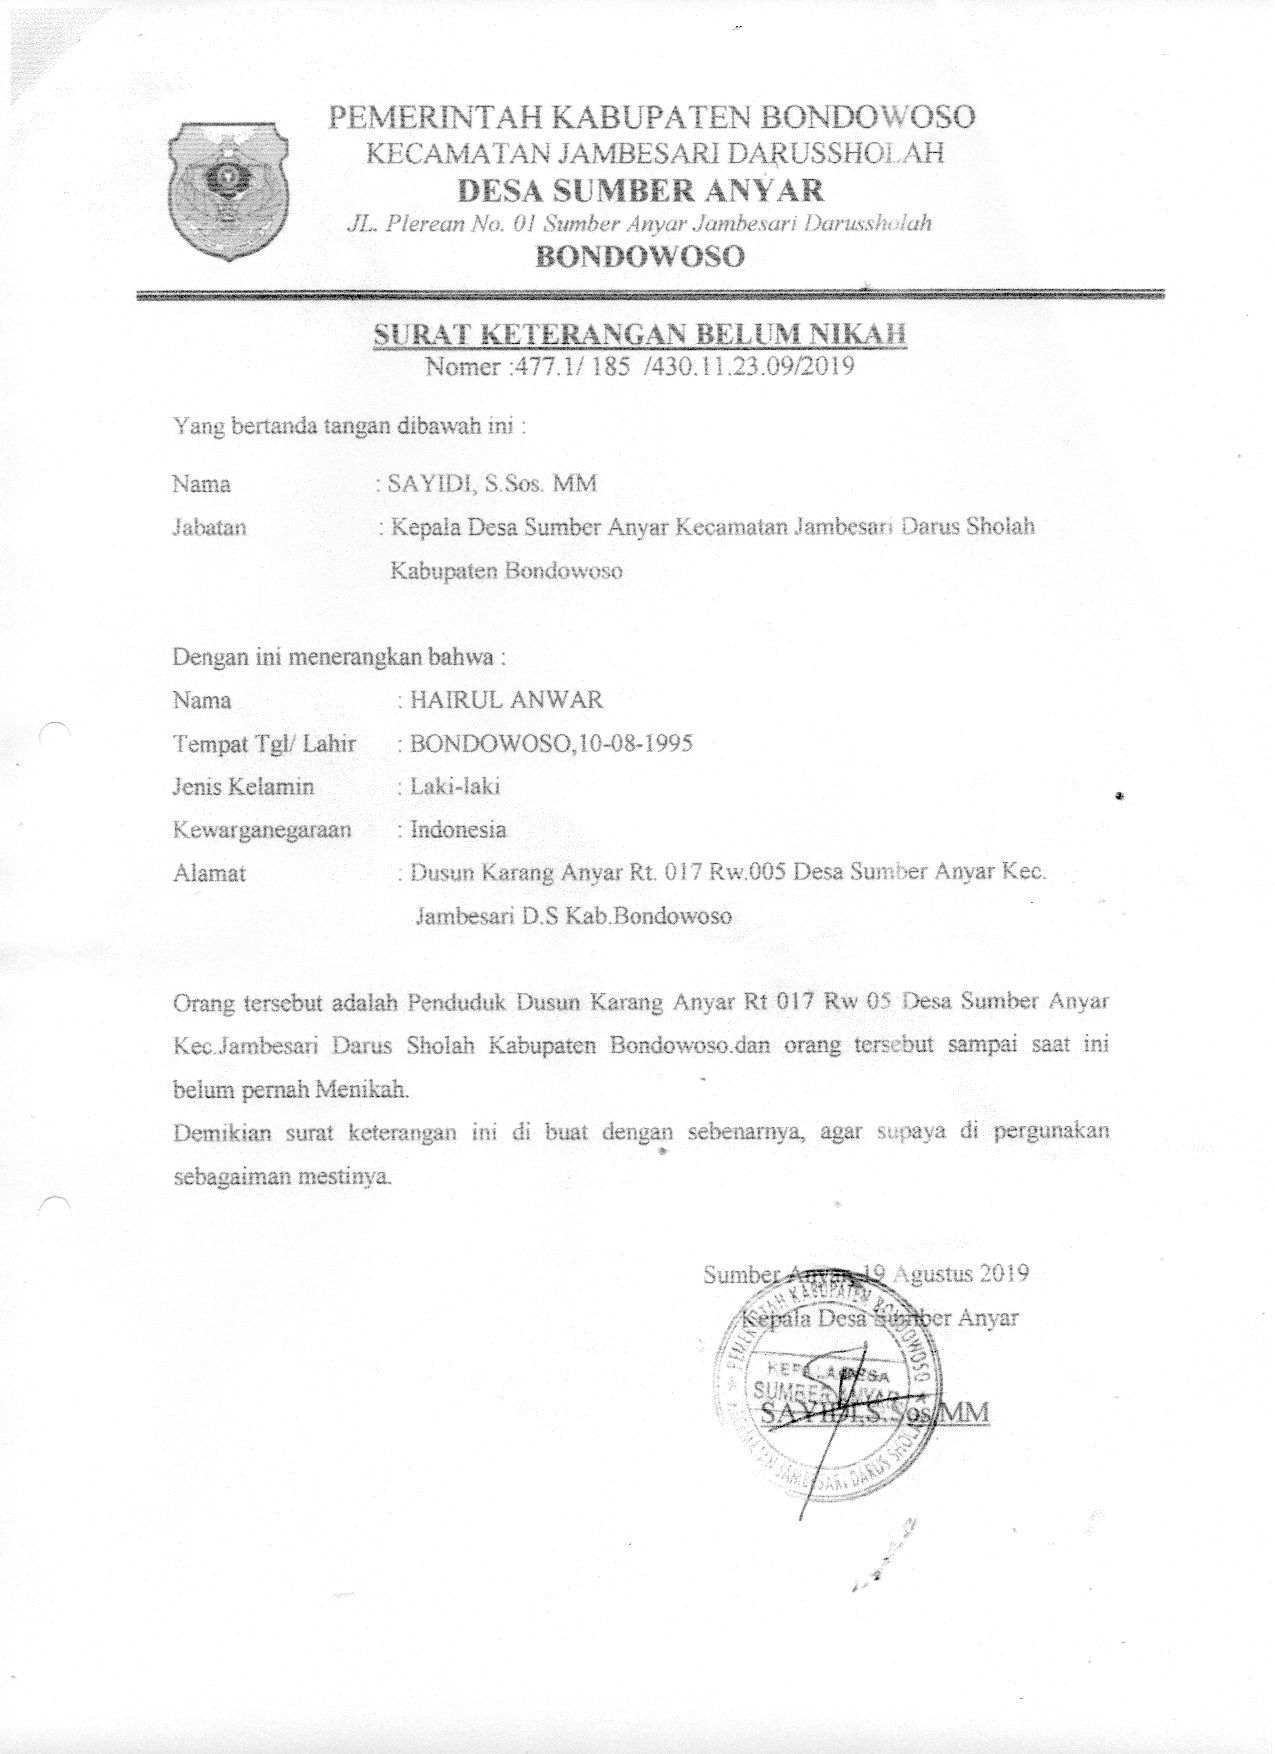 PEMERINTAH KABUPATEN BONDOWOSO
KECAMATAN JAMBESARI DARUSSHOLAH
DESA SUMBER ANYAR
JL. Plerean No. 01 Sumber Anyar Jambesari Darussholah
BONDOWOSO
SURAT KETERANGAN BELUM NIKAH
Nomer :477.1/ 185 /430.11.23.09/2019
Yang bertanda tangan dibawah ini :
Nama : SAYIDI, S.Sos. MM
Jabatan : Kepala Desa Sumber Anyar Kecamatan Jambesari Darus Sholah
Kabupaten Bondowoso
Dengan ini menerangkan bahwa :
Nama : HAIRUL ANWAR
Tempat Tgl/ Lahir : BONDOWOSO,10-08-1995
Jenis Kelamin : Laki-laki
Kewarganegaraan : Indonesia
Alamat : Dusun Karang Anyar Rt. 017 Rw.005 Desa Sumber Anyar Kec.
Jambesari D.S Kab.Bondowoso
Orang tersebut adalah Penduduk Dusun Karang Anyar Rt 017 Rw 05 Desa Sumber Anyar
Kec.Jambesari Darus Sholah Kabupaten Bondowoso.dan orang tersebut sampai saat ini
belum pernah Menikah.
Demikian surat keterangan ini di buat dengan sebenarnya, agar supaya di pergunakan
sebagaiman mestinya.
Sumber Anyar, 19 Agustus 2019
Kepala Desa Sumber Anyar
PEMERINTAH KABUPATEN BONDOWOSO
KEPALA DESA
SUMBER ANYAR
KECAMATAN JAMBESARI DARUS SHOLAH
SAYIDI,S.Sos,MM